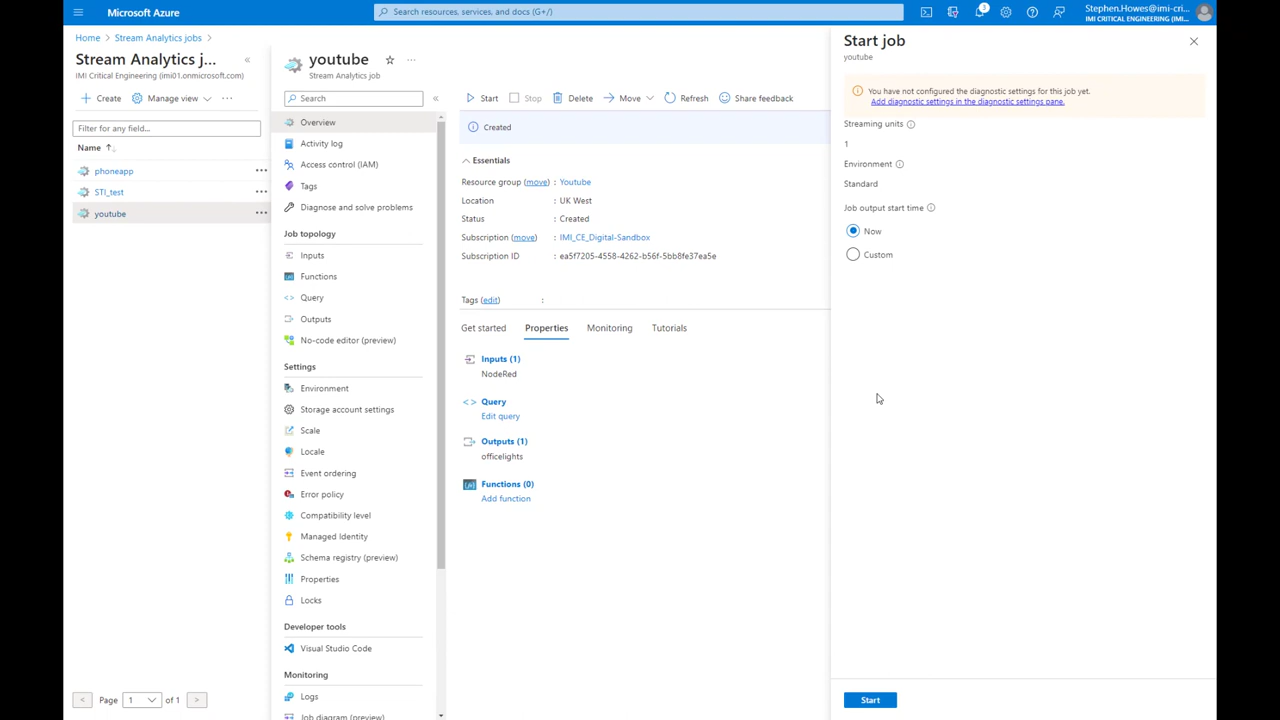 Microsoft Azure
Search resources, services, and docs (G+/)
3
Stephen.Howes@imi-cri...
IMI CRITICAL ENGINEERING (IMI...
Home > Stream Analytics jobs >
Stream Analytics j... «
IMI Critical Engineering (imi01.onmicrosoft.com)
+ Create Manage view ...
Filter for any field...
Name ↑↓
phoneapp ...
STI_test ...
youtube ...
< Page 1 of 1 >
youtube ☆ ...
Stream Analytics job
Search «
Overview
Activity log
Access control (IAM)
Tags
Diagnose and solve problems
Job topology
Inputs
Functions
Query
Outputs
No-code editor (preview)
Settings
Environment
Storage account settings
Scale
Locale
Event ordering
Error policy
Compatibility level
Managed Identity
Schema registry (preview)
Properties
Locks
Developer tools
Visual Studio Code
Monitoring
Logs
Job diagram (preview)
Start Stop Delete Move Refresh Share feedback
Created
Essentials
Resource group (move) : Youtube
Location : UK West
Status : Created
Subscription (move) : IMI_CE_Digital-Sandbox
Subscription ID : ea5f7205-4558-4262-b56f-5bb8fe37ea5e
Tags (edit) :
Get started Properties Monitoring Tutorials
Inputs (1)
NodeRed
Query
Edit query
Outputs (1)
officelights
Functions (0)
Add function
Start job
youtube
You have not configured the diagnostic settings for this job yet.
Add diagnostic settings in the diagnostic settings pane.
Streaming units
1
Environment
Standard
Job output start time
Now
Custom
Start